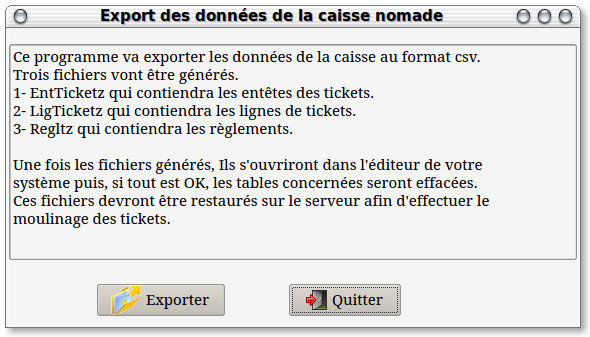 Export des données de la caisse nomade
Ce programme va exporter les données de la caisse au format csv.
Trois fichiers vont être générés.
1- EntTicketz qui contiendra les entêtes des tickets.
2- LigTicketz qui contiendra les lignes de tickets.
3- Regltz qui contiendra les règlements.
Une fois les fichiers générés, Ils s'ouvriront dans l'éditeur de votre
système puis, si tout est OK, les tables concernées seront effacées.
Ces fichiers devront être restaurés sur le serveur afin d'effectuer le
moulinage des tickets.
Exporter
Quitter